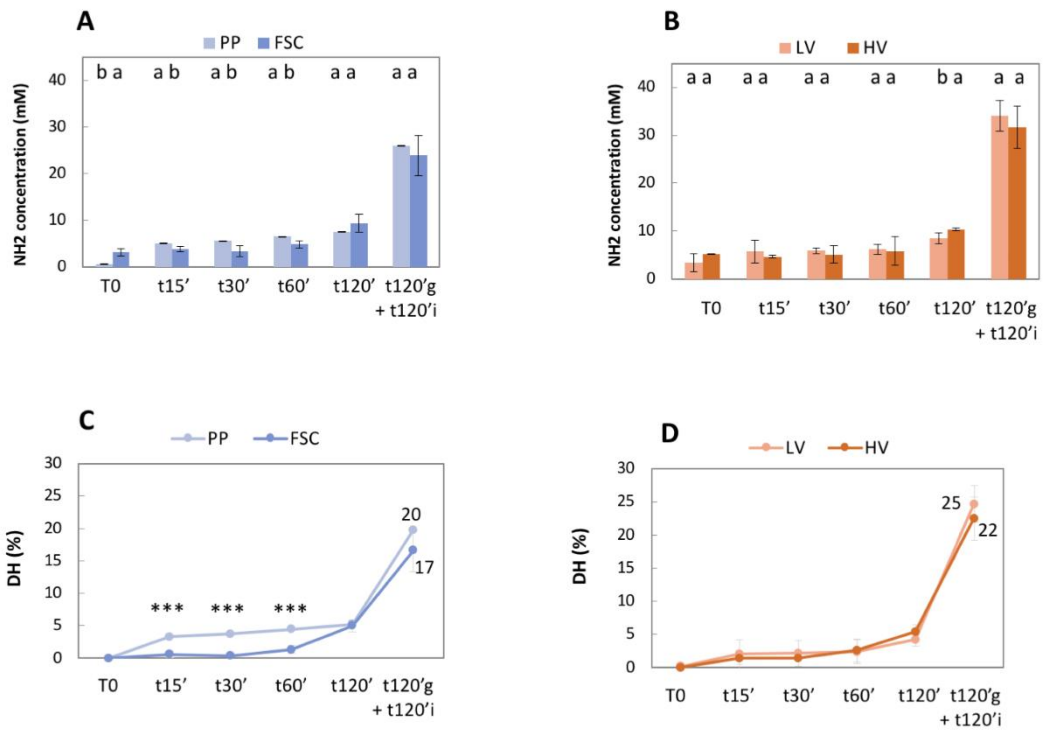 A
PP FSC
NH2 concentration (mM)
40
30
20
10
0
b a a b a b a b a a a a
T0 t15′ t30′ t60′ t120′ t120′g
+ t120′i
B
LV HV
NH2 concentration (mM)
40
30
20
10
0
a a a a a a a a b a a a
T0 t15′ t30′ t60′ t120′ t120′g
+ t120′i
C
PP FSC
DH (%)
30
25
20
15
10
5
0
*** *** ***
20
17
T0 t15′ t30′ t60′ t120′ t120′g
+ t120′i
D
LV HV
DH (%)
30
25
20
15
10
5
0
25
22
T0 t15′ t30′ t60′ t120′ t120′g
+ t120′i